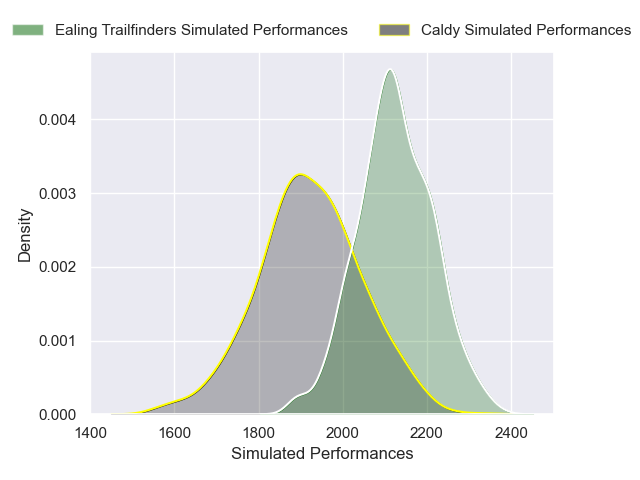 Ealing Trailfinders Simulated Performances
Caldy Simulated Performances
Density
0.004
0.003
0.002
0.001
0.000
1400 1600 1800 2000 2200 2400
Simulated Performances